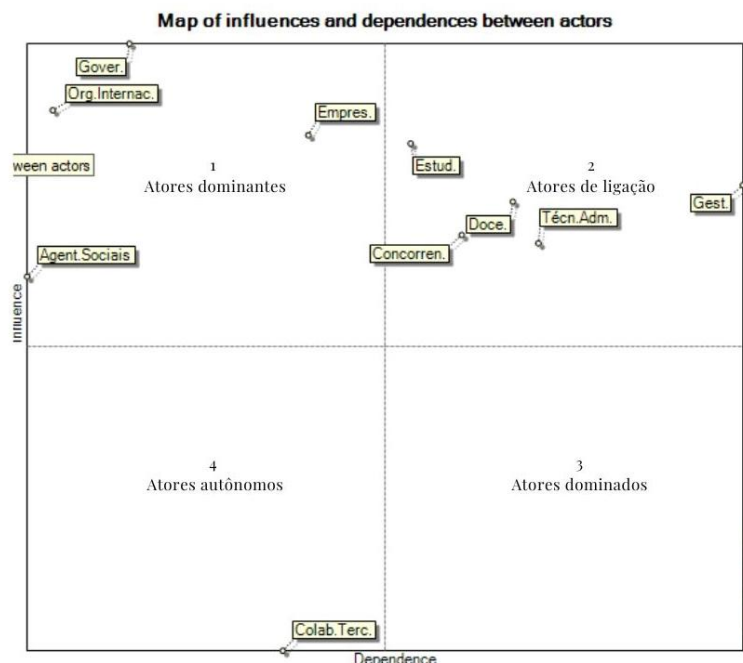 Map of influences and dependences between actors
Gover.
Org.Internac.
Empres.
ween actors
1
Atores dominantes
Estud.
2
Atores de ligação
Gest.
Doce.
Técn.Adm.
Concorren.
Agent.Sociais
Influence
4
Atores autônomos
3
Atores dominados
Colab.Terc.
Dependence